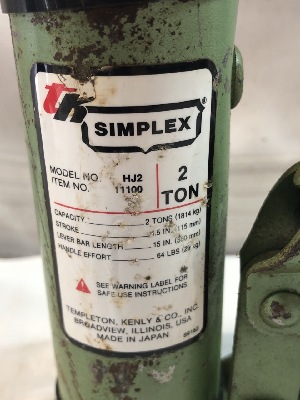 tk
SIMPLEX
MODEL NO. HJ2
ITEM NO. 11100
2
TON
CAPACITY 2 TONS (1814 kg)
STROKE .5 IN. (115 mm)
LEVER BAR LENGTH 15 IN. (380 mm)
HANDLE EFFORT 64 LBS (29 kg)
SEE WARNING LABEL FOR
SAFE-USE INSTRUCTIONS
TEMPLETON, KENLY & CO., INC.
BROADVIEW, ILLINOIS, USA
MADE IN JAPAN